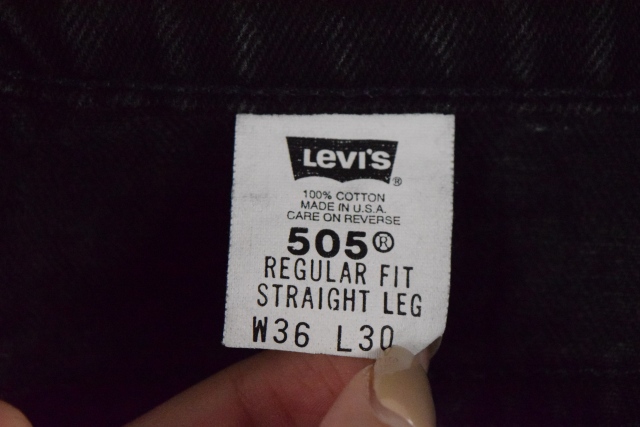 Levi's
®
100% COTTON
MADE IN U.S.A.
CARE ON REVERSE
505®
REGULAR FIT
STRAIGHT LEG
W36 L30